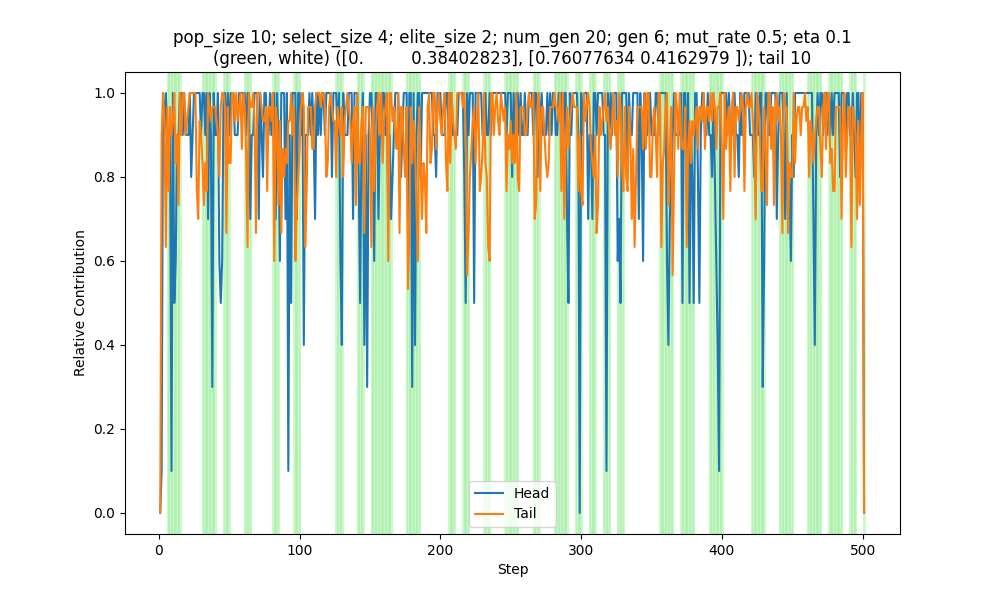 pop_size 10; select_size 4; elite_size 2; num_gen 20; gen 6; mut_rate 0.5; eta 0.1
(green, white) ([0.         0.38402823], [0.76077634 0.4162979 ]); tail 10
1.0
0.8
0.6
0.4
0.2
0.0
Relative Contribution
Head
Tail
0 100 200 300 400 500
Step